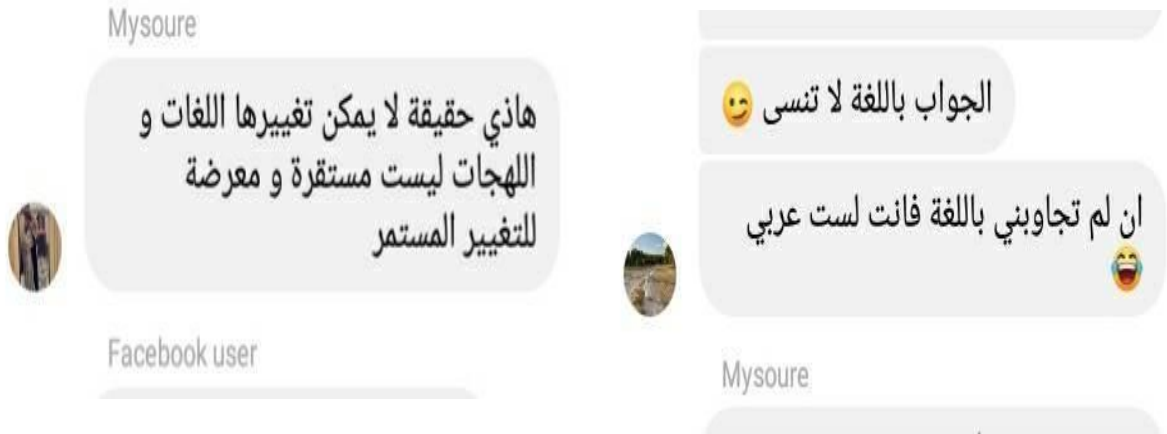 Mysoure
هاذي حقيقة لا يمكن تغييرها اللغات و
اللهجات ليست مستقرة و معرضة
للتغيير المستمر
Facebook user
الجواب باللغة لا تنسى 😉
ان لم تجاوبني باللغة فانت لست عربي
😂
Mysoure